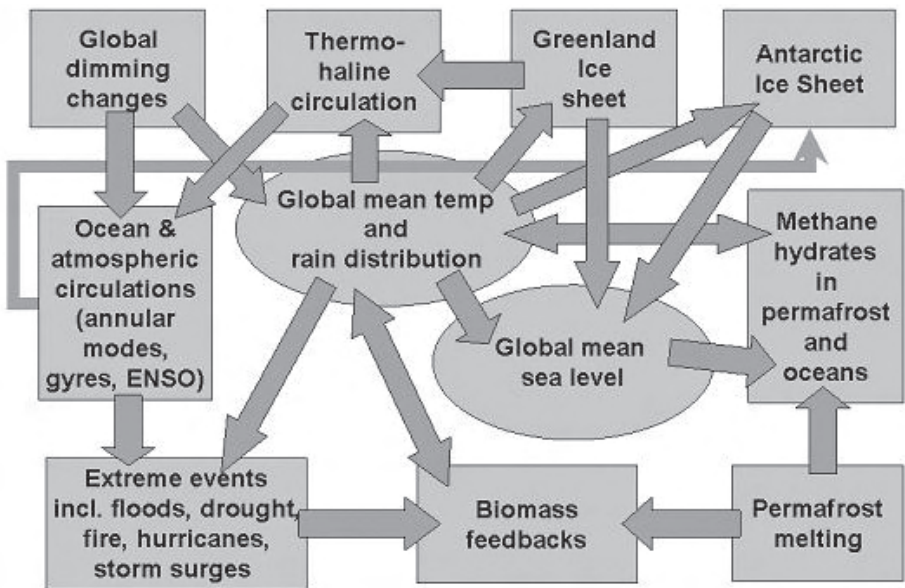 Global
dimming
changes
Thermo-
haline
circulation
Greenland
Ice
sheet
Antarctic
Ice Sheet
Global mean temp
and
rain distribution
Ocean &
atmospheric
circulations
(annular
modes,
gyres, ENSO)
Methane
hydrates in
permafrost
and
oceans
Global mean
sea level
Extreme events
incl. floods, drought,
fire, hurricanes,
storm surges
Biomass
feedbacks
Permafrost
melting